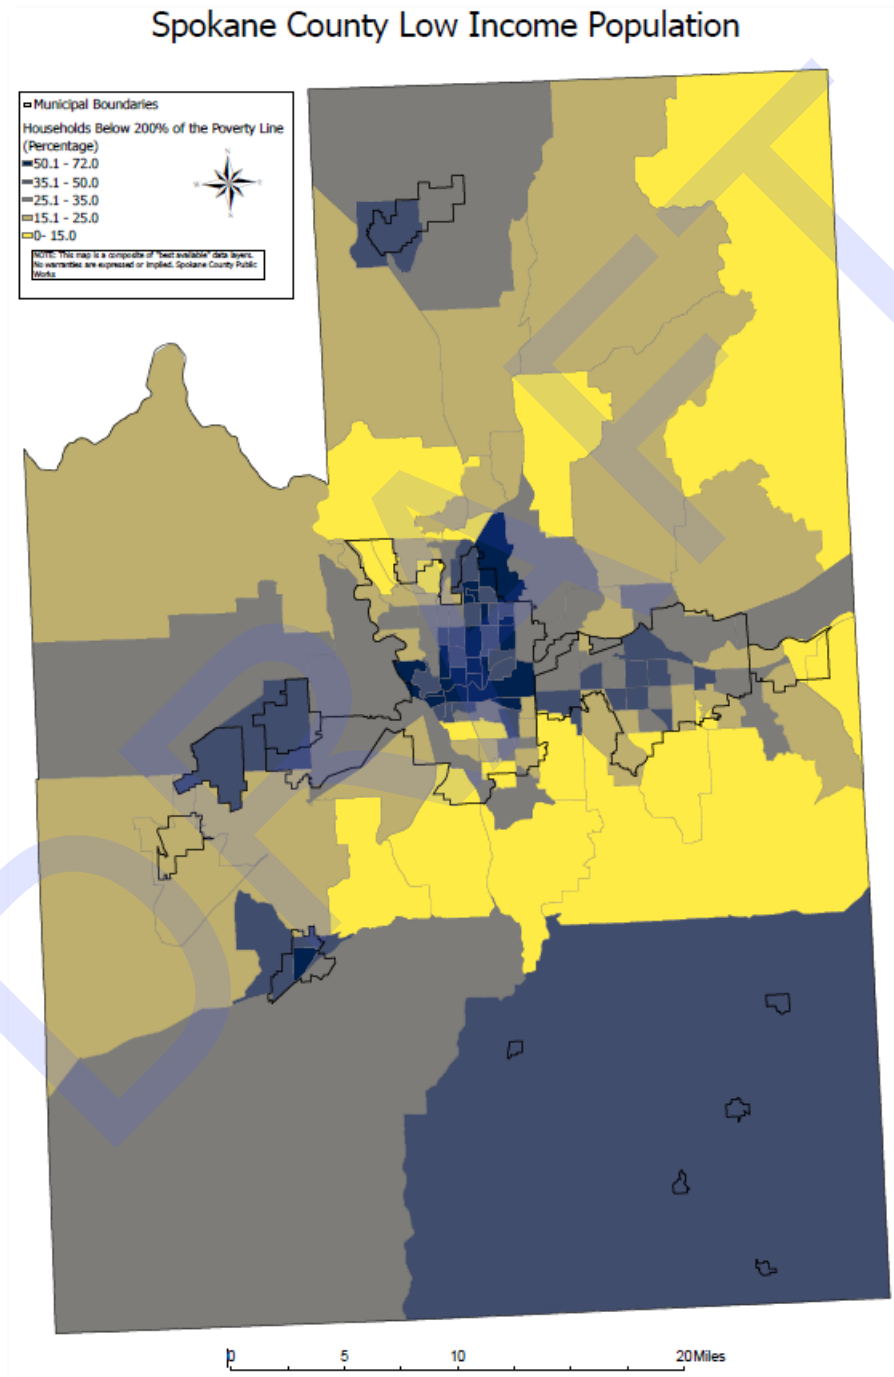 Spokane County Low Income Population
Municipal Boundaries
Households Below 200% of the Poverty Line
(Percentage)
50.1 - 72.0
35.1 - 50.0
25.1 - 35.0
15.1 - 25.0
0- 15.0
N
W
E
S
NOTE: This map is a composite of "best available" data layers.
No warranties are expressed or implied. Spokane County Public
Works
DRAFT
0 5 10 20 Miles